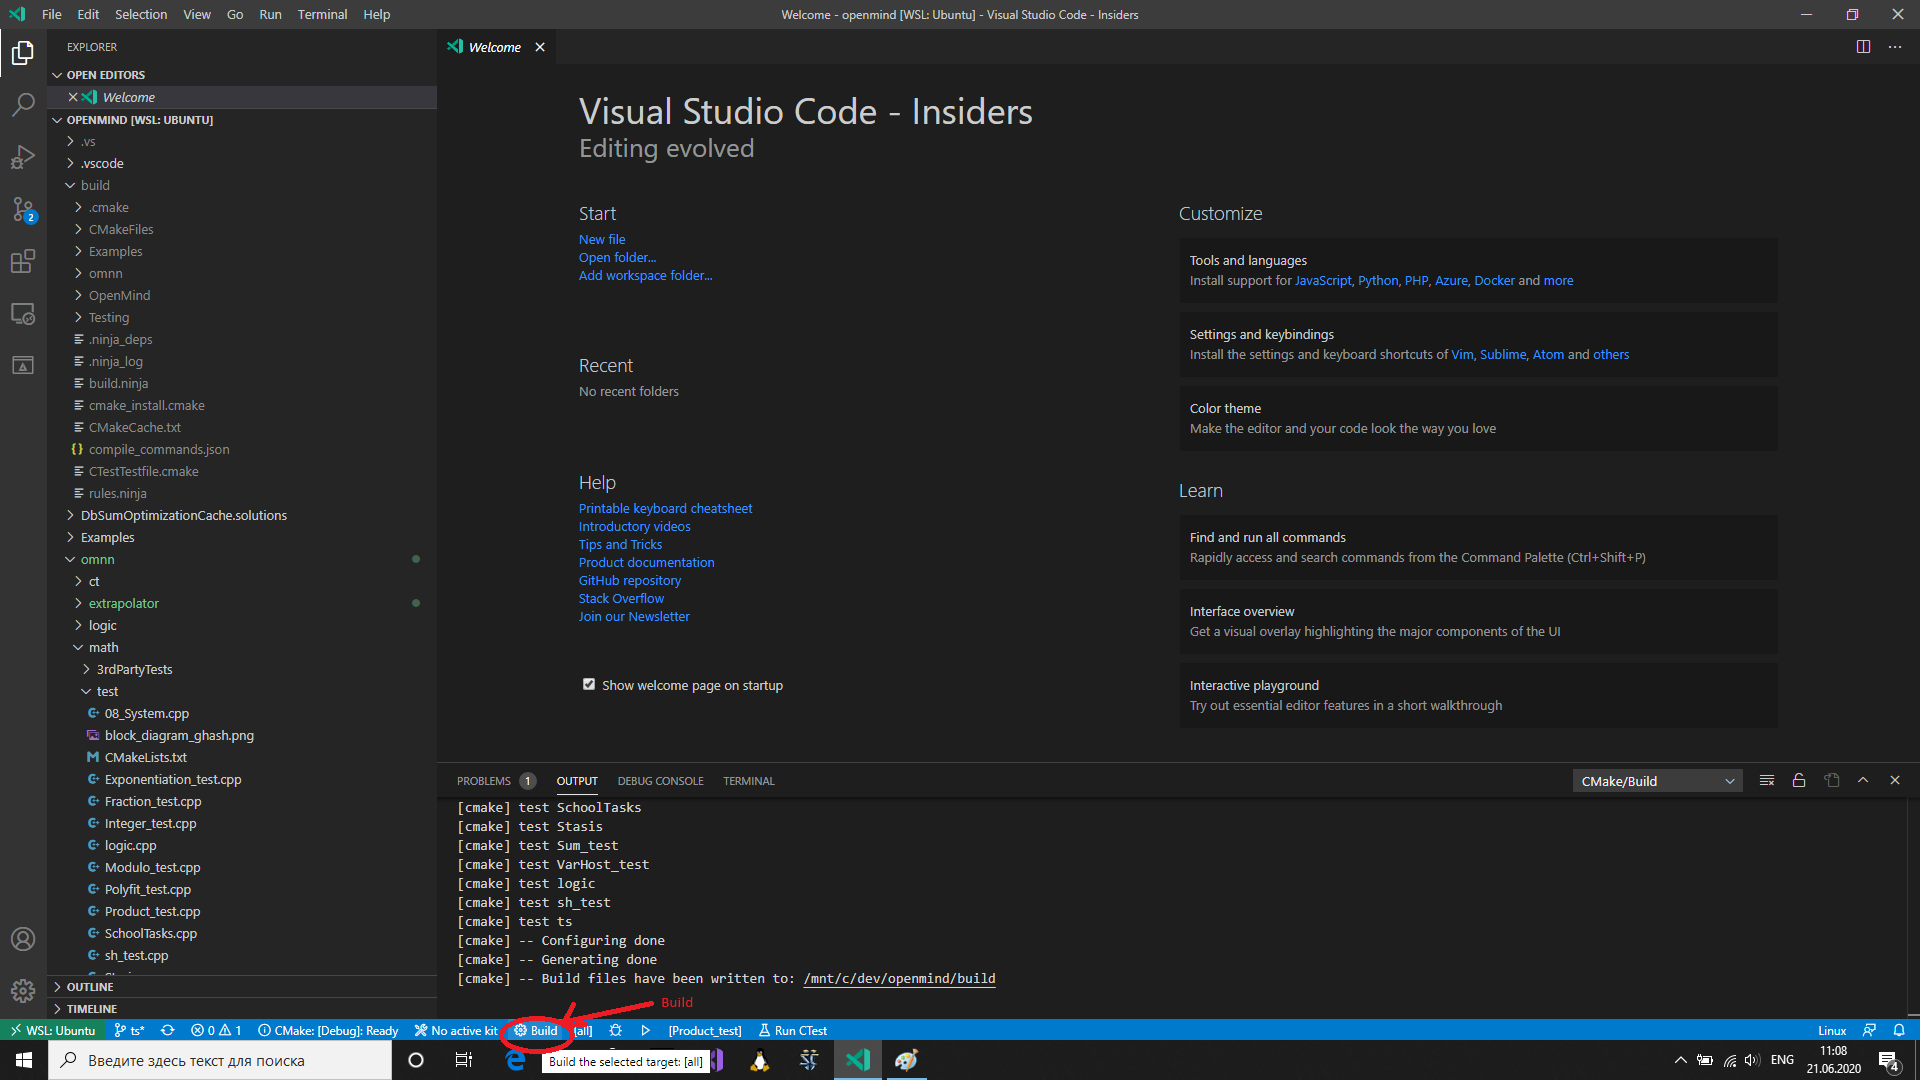 File Edit Selection View Go Run Terminal Help
Welcome - openmind [WSL: Ubuntu] - Visual Studio Code - Insiders
EXPLORER
OPEN EDITORS
Welcome
OPENMIND [WSL: UBUNTU]
.vs
.vscode
build
.cmake
CMakeFiles
Examples
omnn
OpenMind
Testing
.ninja_deps
.ninja_log
build.ninja
cmake_install.cmake
CMakeCache.txt
compile_commands.json
CTestTestfile.cmake
rules.ninja
DbSumOptimizationCache.solutions
Examples
omnn
ct
extrapolator
logic
math
3rdPartyTests
test
08_System.cpp
block_diagram_ghash.png
CMakeLists.txt
Exponentiation_test.cpp
Fraction_test.cpp
Integer_test.cpp
logic.cpp
Modulo_test.cpp
Polyfit_test.cpp
Product_test.cpp
SchoolTasks.cpp
sh_test.cpp
OUTLINE
TIMELINE
2
Welcome
Visual Studio Code - Insiders
Editing evolved
Start
New file
Open folder...
Add workspace folder...
Recent
No recent folders
Help
Printable keyboard cheatsheet
Introductory videos
Tips and Tricks
Product documentation
GitHub repository
Stack Overflow
Join our Newsletter
Show welcome page on startup
Customize
Tools and languages
Install support for JavaScript, Python, PHP, Azure, Docker and more
Settings and keybindings
Install the settings and keyboard shortcuts of Vim, Sublime, Atom and others
Color theme
Make the editor and your code look the way you love
Learn
Find and run all commands
Rapidly access and search commands from the Command Palette (Ctrl+Shift+P)
Interface overview
Get a visual overlay highlighting the major components of the UI
Interactive playground
Try out essential editor features in a short walkthrough
PROBLEMS 1 OUTPUT DEBUG CONSOLE TERMINAL
CMake/Build
[cmake] test SchoolTasks
[cmake] test Stasis
[cmake] test Sum_test
[cmake] test VarHost_test
[cmake] test logic
[cmake] test sh_test
[cmake] test ts
[cmake] -- Configuring done
[cmake] -- Generating done
[cmake] -- Build files have been written to: /mnt/c/dev/openmind/build
Build
WSL: Ubuntu ts* 0 1 CMake: [Debug]: Ready No active kit Build [all] [Product_test] Run CTest Linux
Build the selected target: [all]
Введите здесь текст для поиска
ENG
11:08
21.06.2020
4